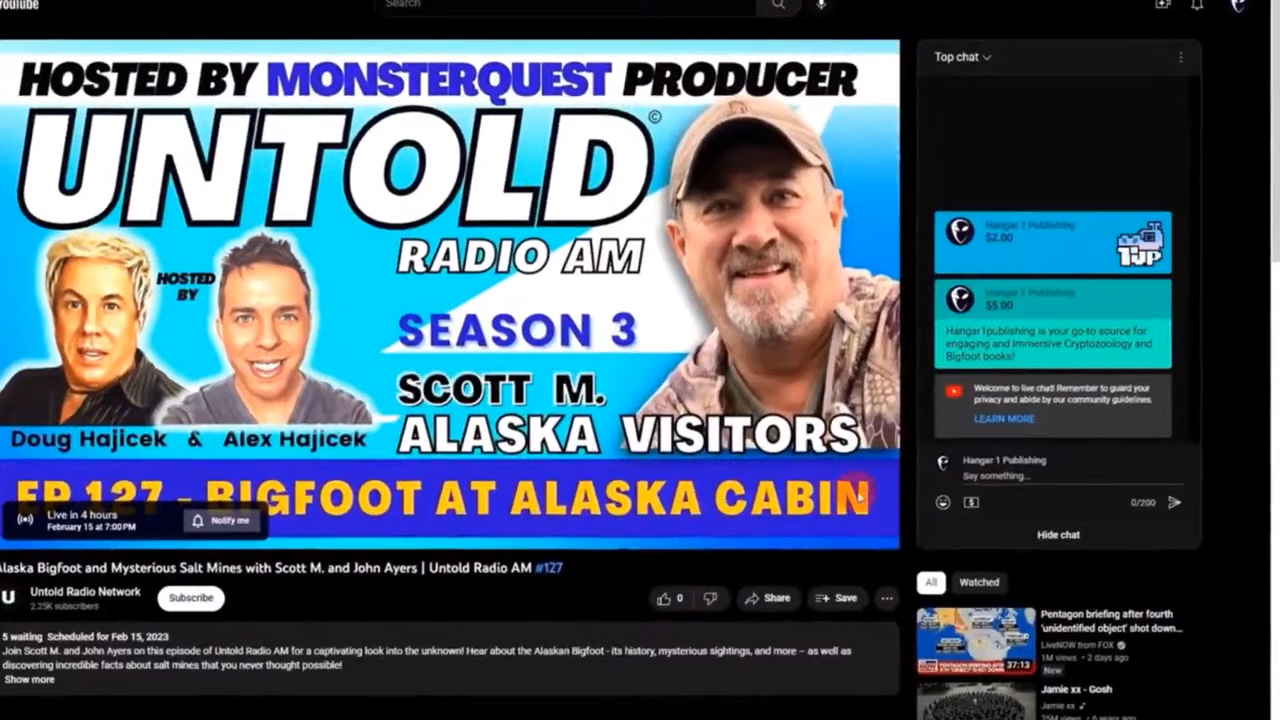 YouTube
Search
HOSTED BY MONSTERQUEST PRODUCER
UNTOLD©
RADIO AM
HOSTED
BY
SEASON 3
SCOTT M.
ALASKA VISITORS
Doug Hajicek & Alex Hajicek
EP 127 - BIGFOOT AT ALASKA CABIN
Live in 4 hours
February 15 at 7:00 PM
Notify me
Alaska Bigfoot and Mysterious Salt Mines with Scott M. and John Ayers | Untold Radio AM #127
U
Untold Radio Network
2.25K subscribers
Subscribe
0
Share
Save
5 waiting Scheduled for Feb 15, 2023
Join Scott M. and John Ayers on this episode of Untold Radio AM for a captivating look into the unknown! Hear about the Alaskan Bigfoot - its history, mysterious sightings, and more – as well as
discovering incredible facts about salt mines that you never thought possible!
Show more
Top chat
Hangar 1 Publishing
$2.00
1UP
Hangar 1 Publishing
$5.00
Hangar1publishing is your go-to source for
engaging and immersive Cryptozoology and
Bigfoot books!
Welcome to live chat! Remember to guard your
privacy and abide by our community guidelines.
LEARN MORE
Hangar 1 Publishing
Say something...
0/200
Hide chat
All
Watched
Pentagon briefing after fourth
'unidentified object' shot down...
LiveNOW from FOX
1M views • 2 days ago
New
37:13
Jamie xx - Gosh
Jamie xx